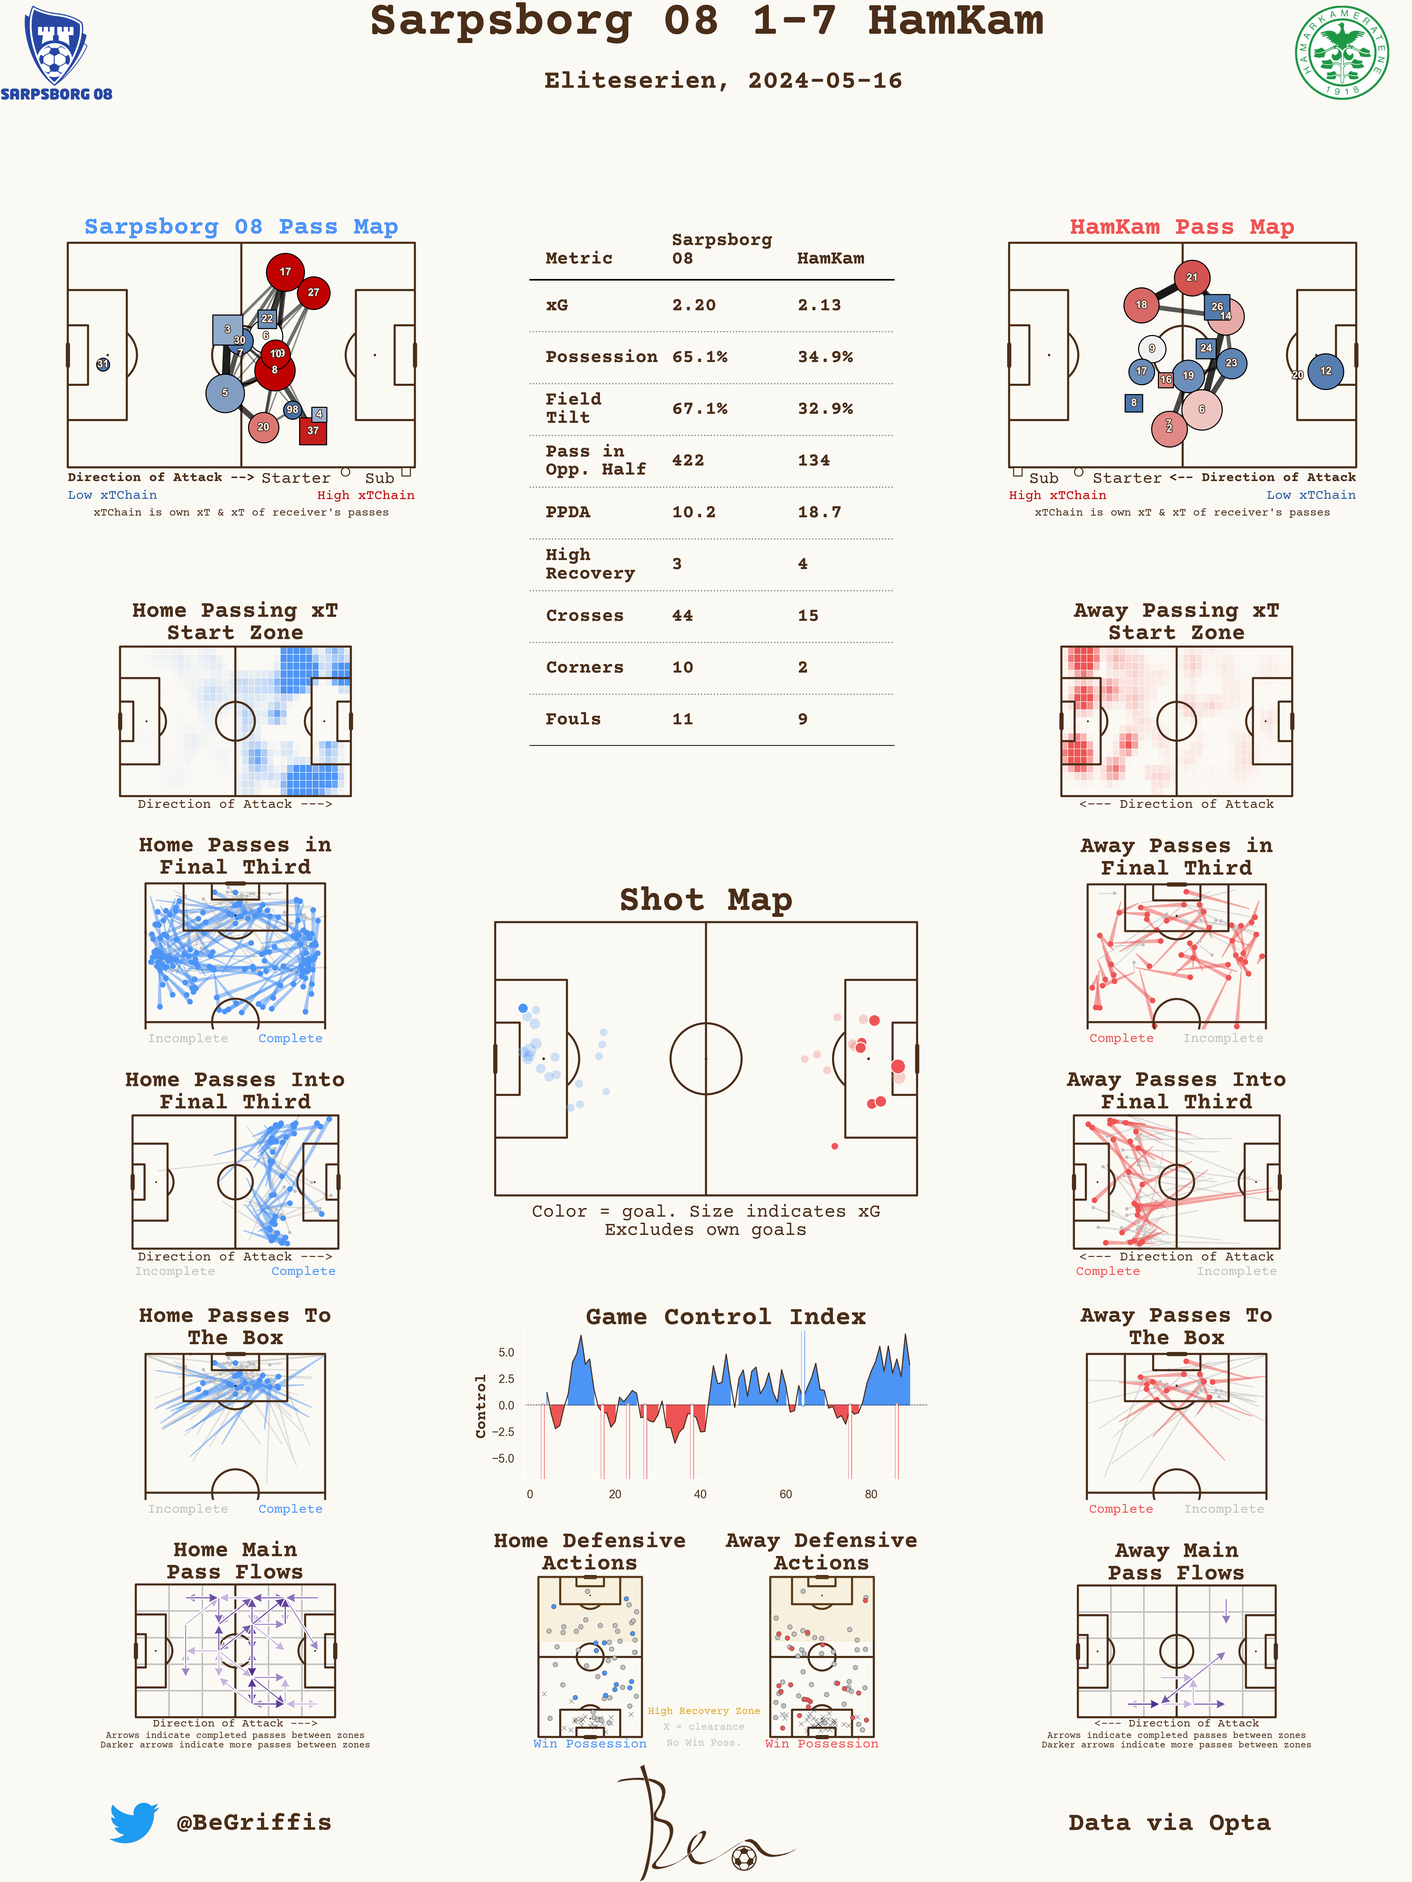 Sarpsborg 08 1-7 HamKam
Eliteserien, 2024-05-16
SARPSBORG 08
HAMARKAMERATENE
1918
Sarpsborg 08 Pass Map
17
27
22
3
6
30
7
10
9
8
31
5
98
4
20
37
Direction of Attack --> Starter Sub
Low xTChain High xTChain
xTChain is own xT & xT of receiver's passes
Metric Sarpsborg 08 HamKam
xG 2.20 2.13
Possession 65.1% 34.9%
Field Tilt 67.1% 32.9%
Pass in Opp. Half 422 134
PPDA 10.2 18.7
High Recovery 3 4
Crosses 44 15
Corners 10 2
Fouls 11 9
HamKam Pass Map
21
18
26
14
9
24
23
17
16
19
20
12
8
6
7
2
Sub Starter <-- Direction of Attack
High xTChain Low xTChain
xTChain is own xT & xT of receiver's passes
Home Passing xT
Start Zone
Direction of Attack --->
Away Passing xT
Start Zone
<--- Direction of Attack
Home Passes in
Final Third
Incomplete Complete
Away Passes in
Final Third
Complete Incomplete
Shot Map
Color = goal. Size indicates xG
Excludes own goals
Home Passes Into
Final Third
Direction of Attack --->
Incomplete Complete
Away Passes Into
Final Third
<--- Direction of Attack
Complete Incomplete
Home Passes To
The Box
Incomplete Complete
Game Control Index
Control
5.0
2.5
0.0
−2.5
−5.0
0 20 40 60 80
Away Passes To
The Box
Complete Incomplete
Home Main
Pass Flows
Direction of Attack --->
Arrows indicate completed passes between zones
Darker arrows indicate more passes between zones
Home Defensive
Actions
Win Possession
Away Defensive
Actions
Win Possession
High Recovery Zone
X = clearance
No Win Poss.
Away Main
Pass Flows
<--- Direction of Attack
Arrows indicate completed passes between zones
Darker arrows indicate more passes between zones
@BeGriffis
Ben
Data via Opta